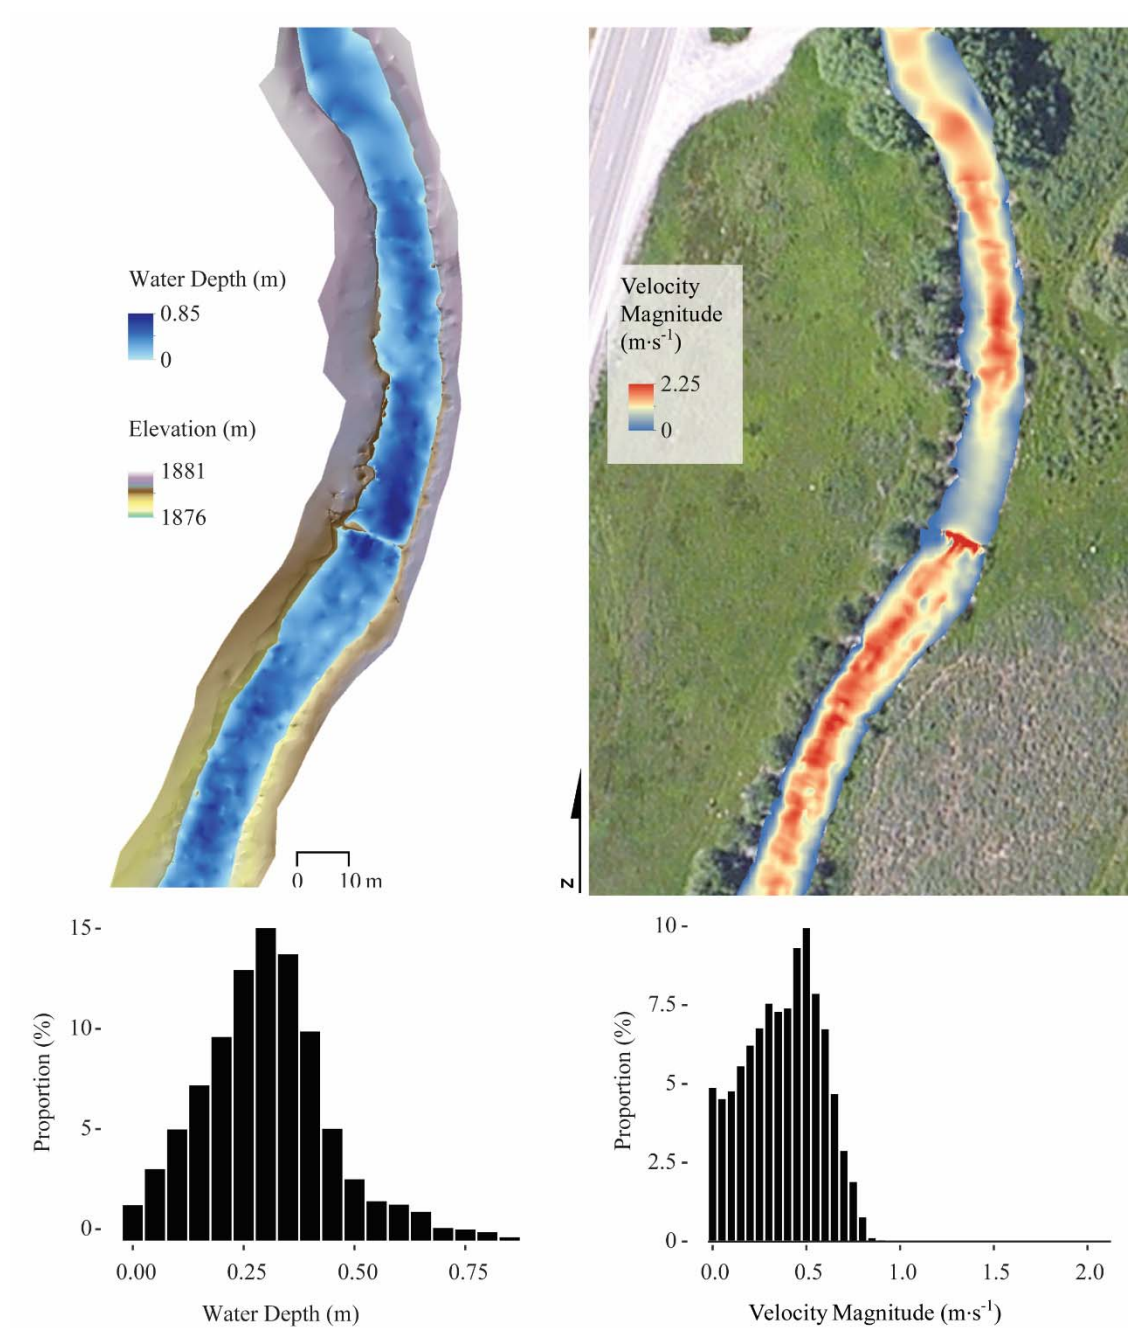 Water Depth (m)
0.85
0
Elevation (m)
1881
1876
0 10 m
N
Velocity
Magnitude
(m·s-1)
2.25
0
15-
10-
5-
0-
Proportion (%)
0.00 0.25 0.50 0.75
Water Depth (m)
10-
7.5-
5-
2.5-
0-
Proportion (%)
0.0 0.5 1.0 1.5 2.0
Velocity Magnitude (m·s-1)